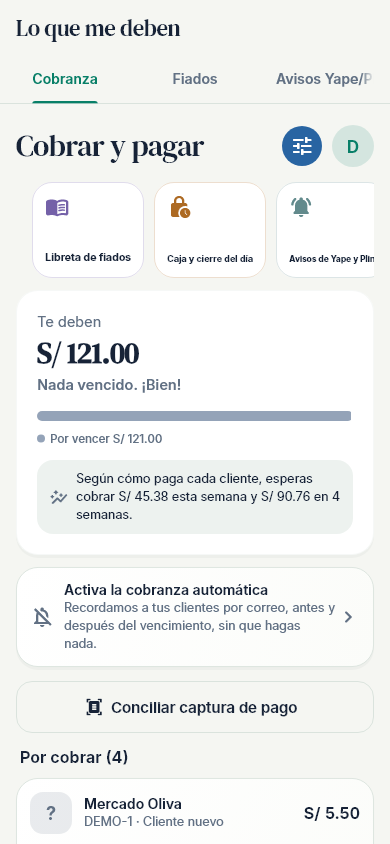 Lo que me deben
Cobranza
Fiados
Avisos Yape/P
Cobrar y pagar
D
Libreta de fiados
Caja y cierre del día
Avisos de Yape y Plin
Te deben
S/ 121.00
Nada vencido. ¡Bien!
Por vencer S/ 121.00
Según cómo paga cada cliente, esperas
cobrar S/ 45.38 esta semana y S/ 90.76 en 4
semanas.
Activa la cobranza automática
Recordamos a tus clientes por correo, antes y
después del vencimiento, sin que hagas
nada.
Conciliar captura de pago
Por cobrar (4)
?
Mercado Oliva
DEMO-1 · Cliente nuevo
S/ 5.50